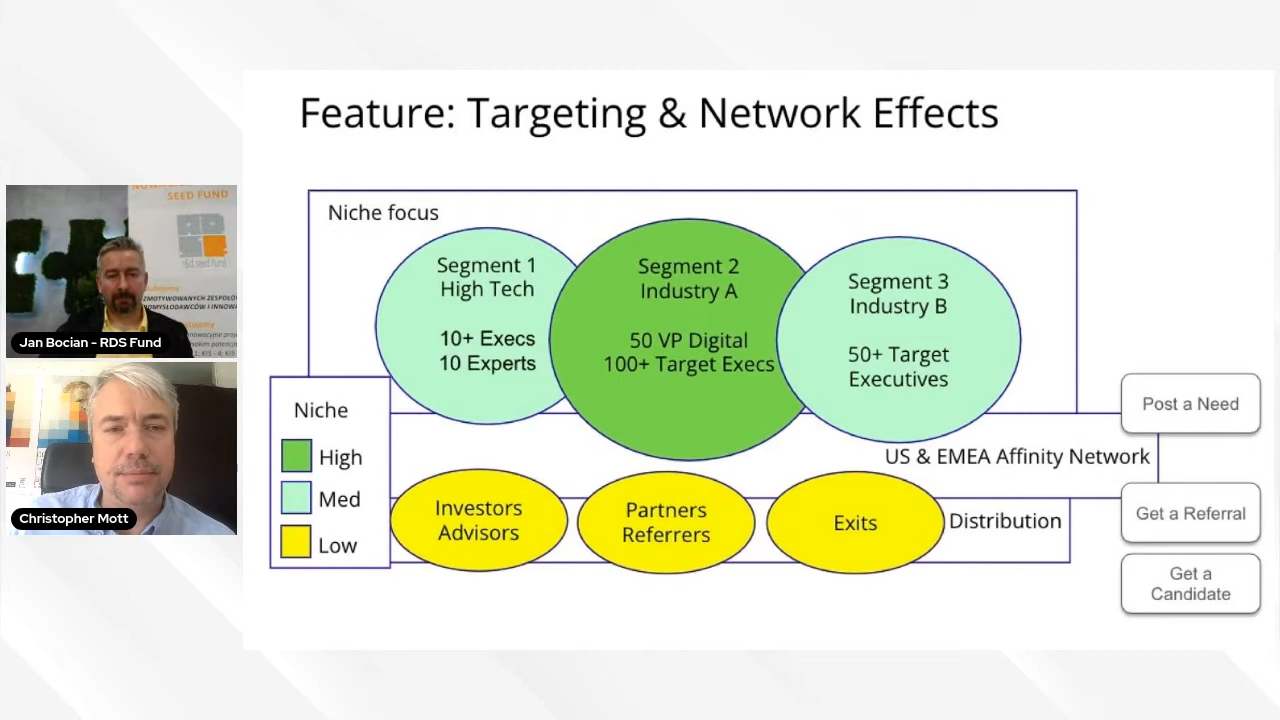 Feature: Targeting & Network Effects
Niche focus
Segment 1
High Tech
10+ Execs
10 Experts
Segment 2
Industry A
50 VP Digital
100+ Target Execs
Segment 3
Industry B
50+ Target
Executives
Niche
High
Med
Low
US & EMEA Affinity Network
Investors
Advisors
Partners
Referrers
Exits
Distribution
Post a Need
Get a Referral
Get a
Candidate
SEED FUND
r&d seed fund
Jan Bocian - RDS Fund
Christopher Mott